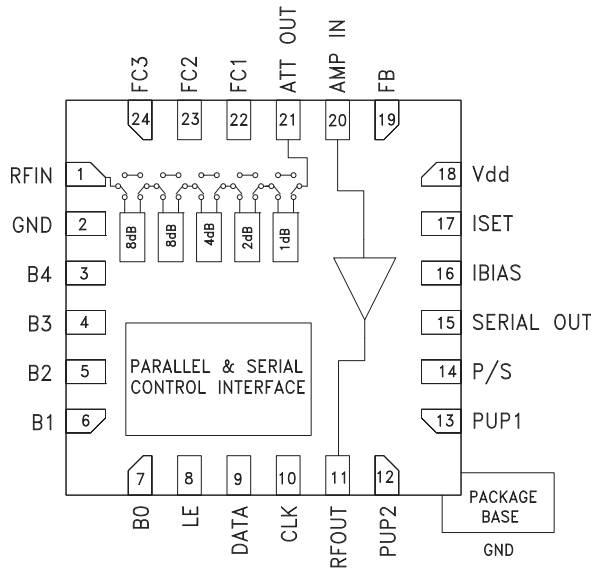 FC3
FC2
FC1
ATT OUT
AMP IN
FB
24
23
22
21
20
19
RFIN 1
GND 2
B4 3
B3 4
B2 5
B1 6
8dB
8dB
4dB
2dB
1dB
18 Vdd
17 ISET
16 IBIAS
15 SERIAL OUT
14 P/S
13 PUP1
PARALLEL & SERIAL
CONTROL INTERFACE
7
8
9
10
11
12
B0
LE
DATA
CLK
RFOUT
PUP2
PACKAGE
BASE
GND